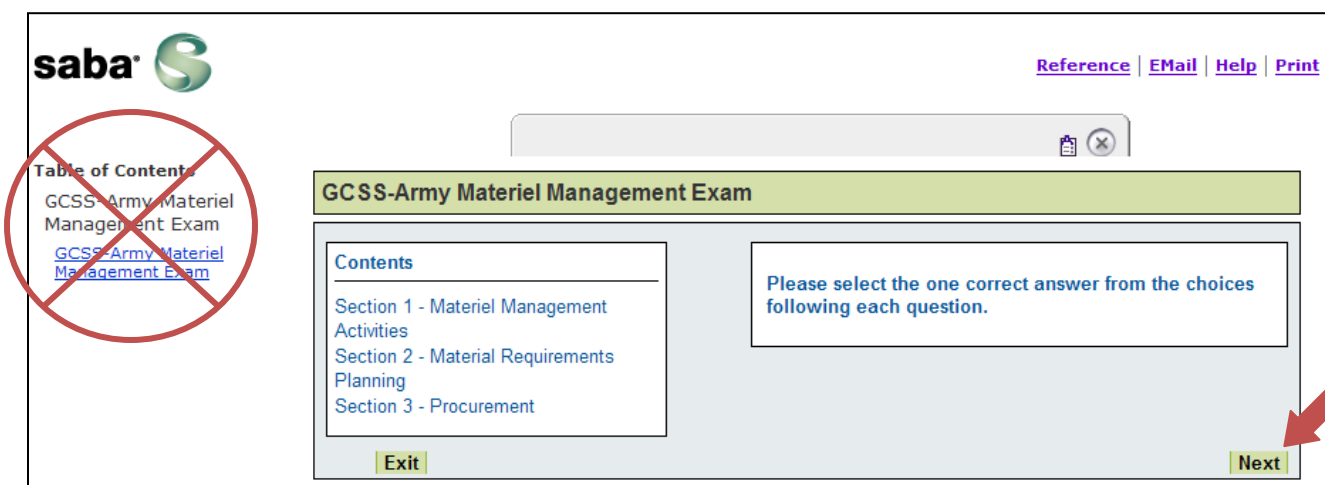 saba
Reference | EMail | Help | Print
Table of Contents
GCSS-Army Materiel
Management Exam
GCSS-Army Materiel
Management Exam
GCSS-Army Materiel Management Exam
Contents
Section 1 - Materiel Management
Activities
Section 2 - Material Requirements
Planning
Section 3 - Procurement
Please select the one correct answer from the choices
following each question.
Exit
Next